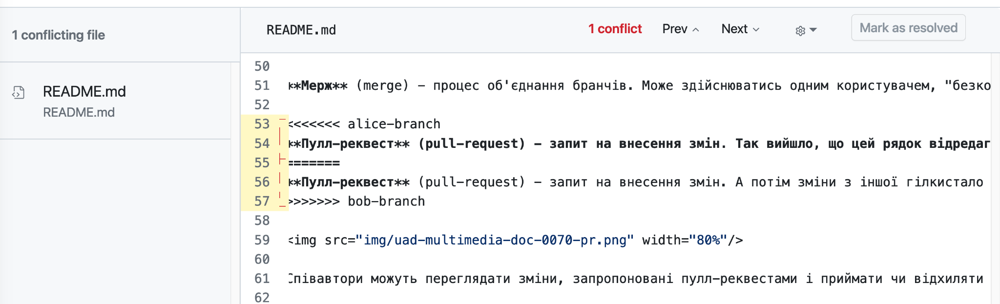 1 conflicting file
README.md
README.md
README.md
1 conflict
Prev
Next
Mark as resolved
50
51 **Мерж** (merge) – процес об'єднання бранчів. Може здійснюватись одним користувачем, "безко
52
53 <<<<<<< alice-branch
54 **Пулл-реквест** (pull-request) – запит на внесення змін. Так вийшло, що цей рядок відредаг
55 =======
56 **Пулл-реквест** (pull-request) – запит на внесення змін. А потім зміни з іншої гілкистало
57 >>>>>>> bob-branch
58
59 <img src="img/uad-multimedia-doc-0070-pr.png" width="80%"/>
60
61 Співавтори можуть переглядати зміни, запропоновані пулл-реквестами і приймати чи відхиляти
62